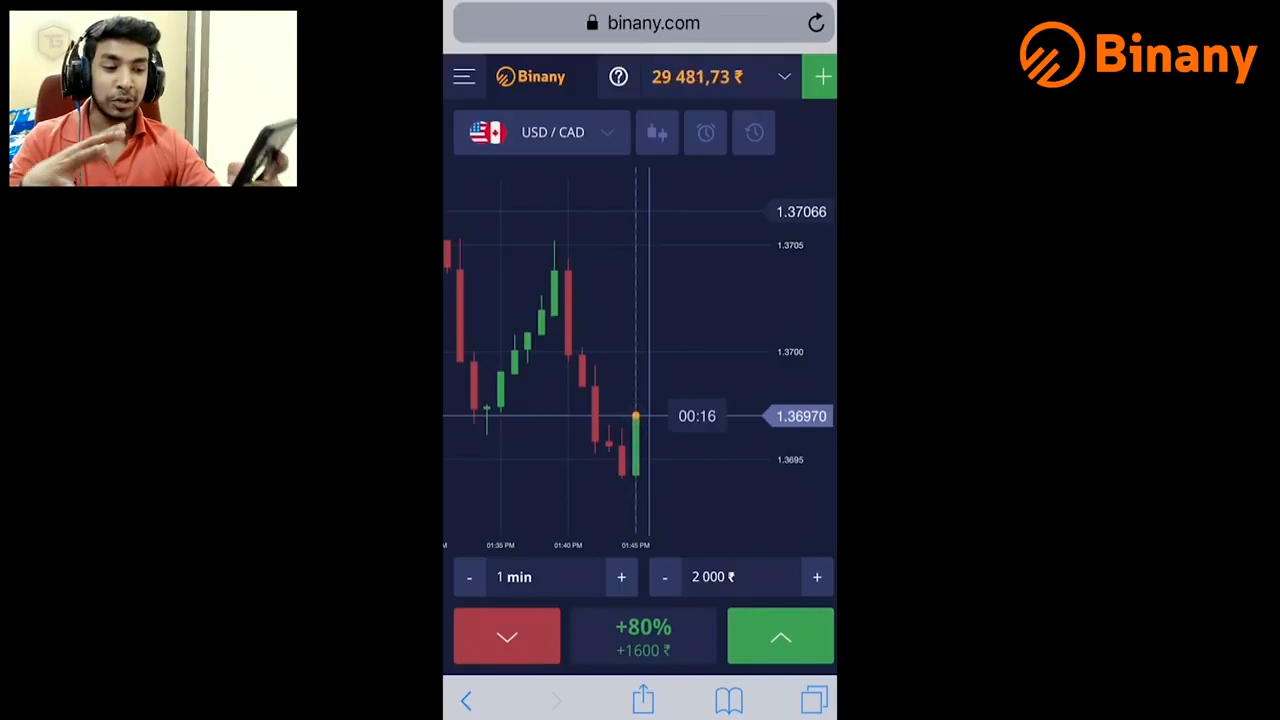 TG
binany.com
Binany
Binany
29 481,73 ₹
USD / CAD
1.37066
1.3705
1.3700
00:16
1.36970
1.3695
M
01:35 PM
01:40 PM
01:45 PM
- 1 min +
- 2 000 ₹ +
+80%
+1600 ₹